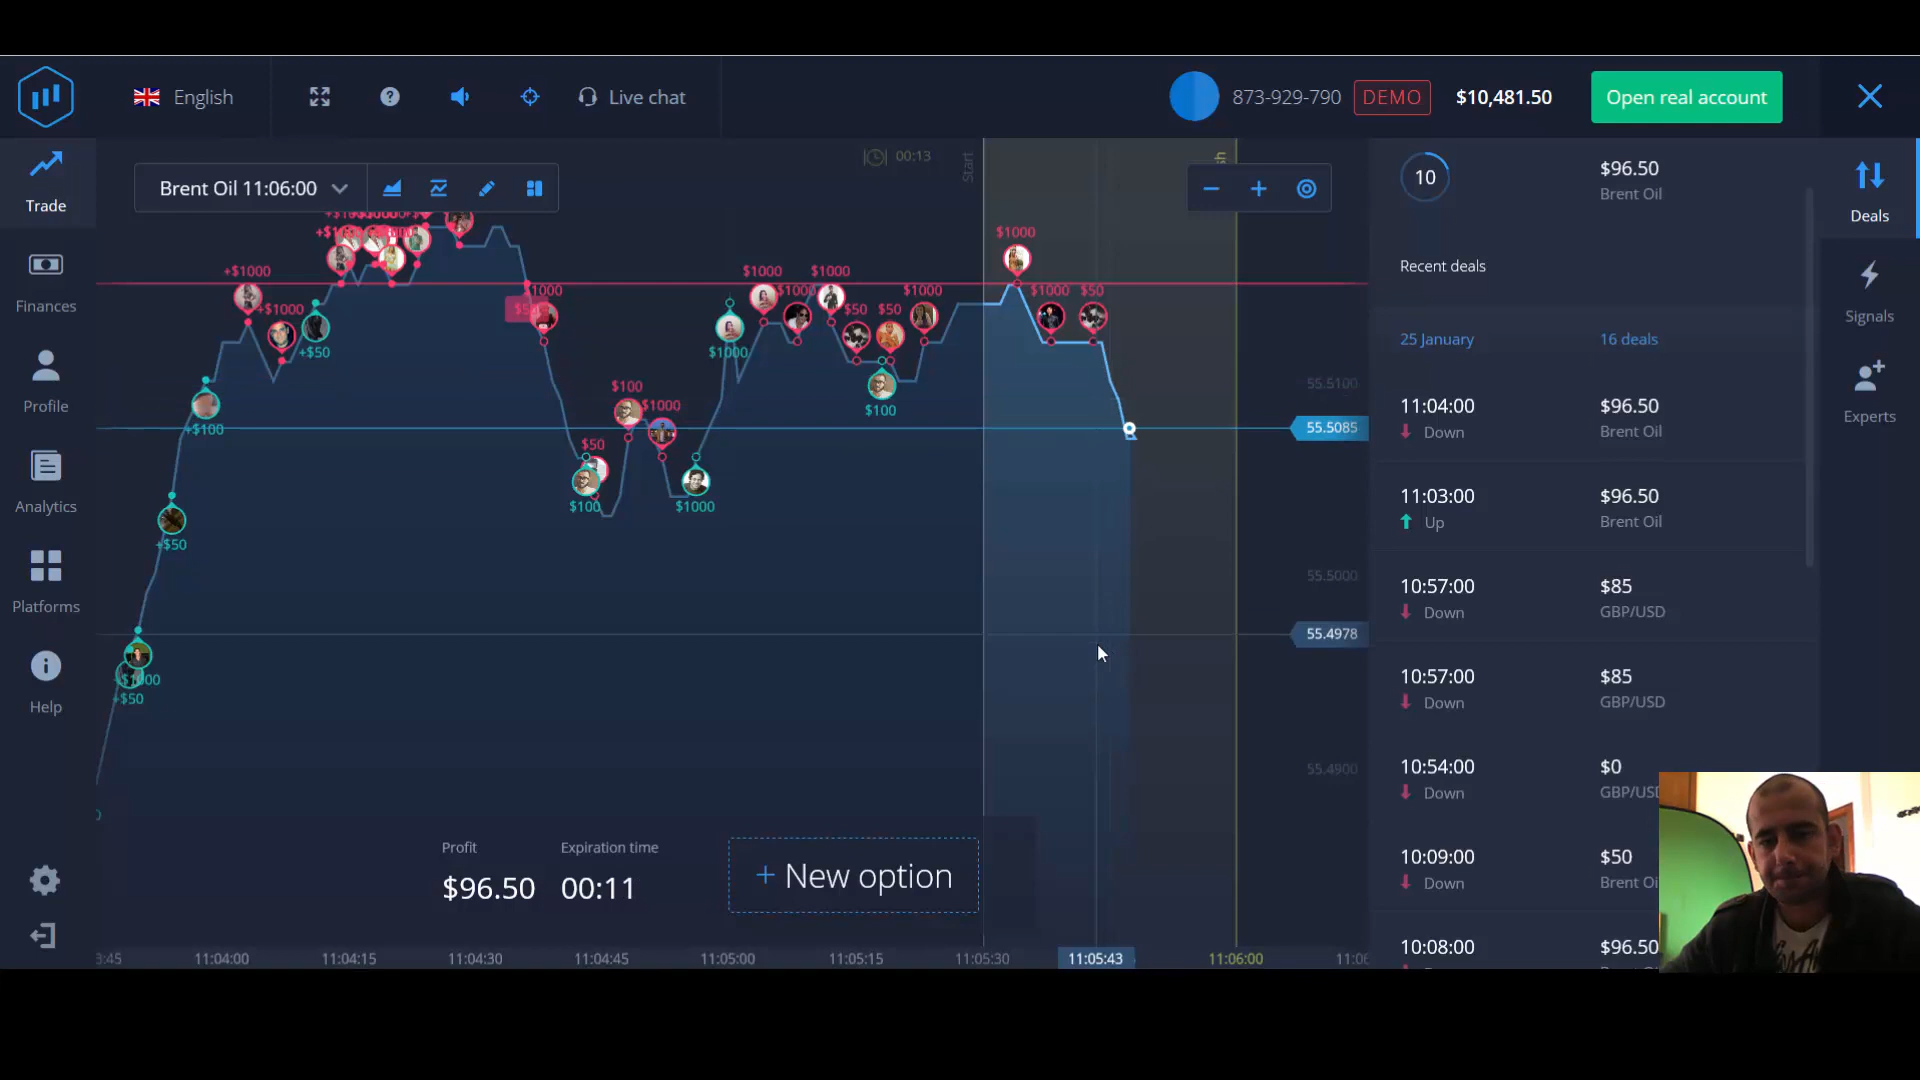 English
Live chat
873-929-790
DEMO
$10,481.50
Open real account
Trade
Finances
Profile
Analytics
Platforms
Help
Brent Oil 11:06:00
00:13
Start
+$1000
+$1000
+$50
+$100
+$50
+$1000
+$50
$50
$100
$100
$1000
$1000
$1000
$1000
$1000
$50
$50
$100
$1000
$1000
$1000
$50
55.5100
55.5085
55.5000
55.4978
55.4900
Profit
$96.50
Expiration time
00:11
+ New option
11:04:00
11:04:15
11:04:30
11:04:45
11:05:00
11:05:15
11:05:30
11:05:43
11:06:00
10
$96.50
Brent Oil
Recent deals
25 January
16 deals
11:04:00
$96.50
Down
Brent Oil
11:03:00
$96.50
Up
Brent Oil
10:57:00
$85
Down
GBP/USD
10:57:00
$85
Down
GBP/USD
10:54:00
$0
Down
GBP/USD
10:09:00
$50
Down
Brent Oi
10:08:00
$96.50
Deals
Signals
Experts